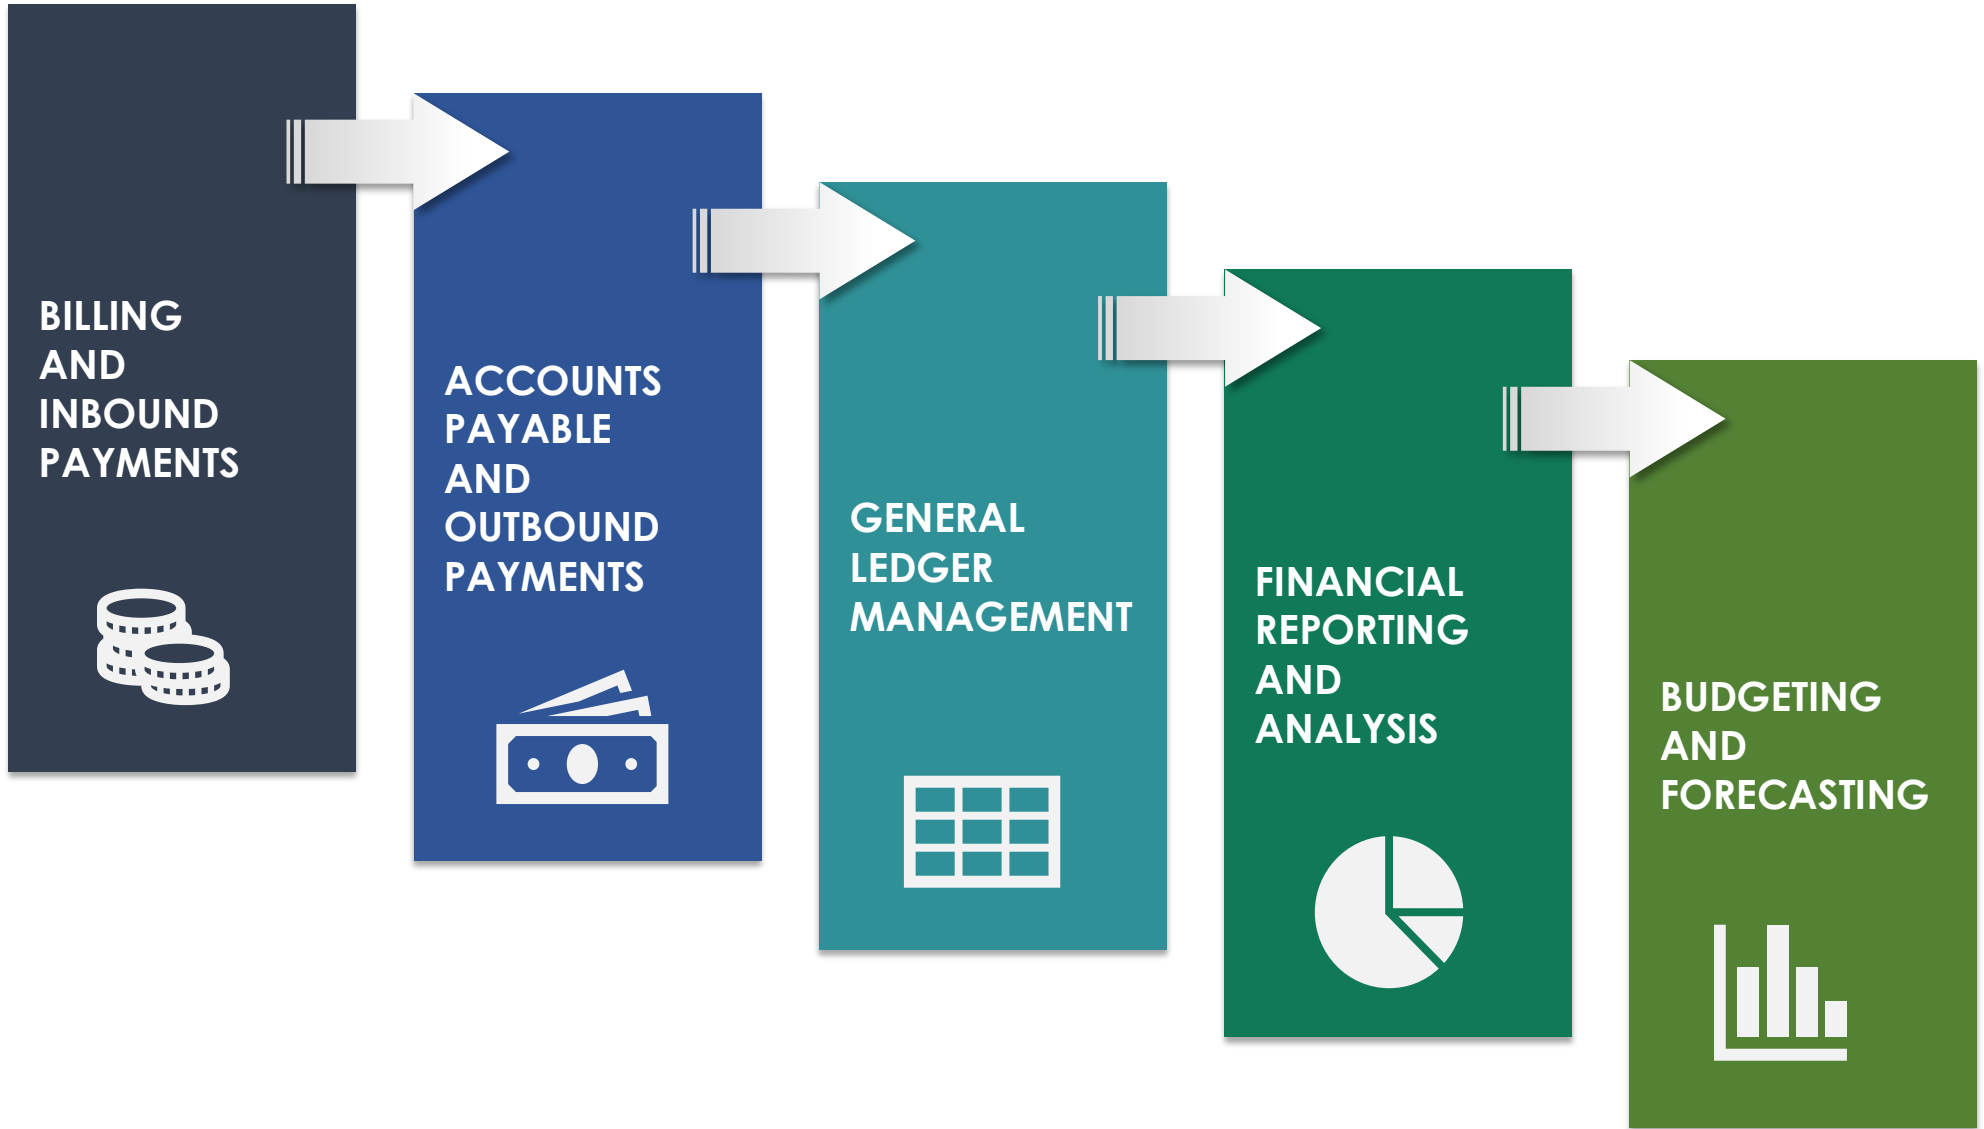 BILLING
AND
INBOUND
PAYMENTS
ACCOUNTS
PAYABLE
AND
OUTBOUND
PAYMENTS
GENERAL
LEDGER
MANAGEMENT
FINANCIAL
REPORTING
AND
ANALYSIS
BUDGETING
AND
FORECASTING